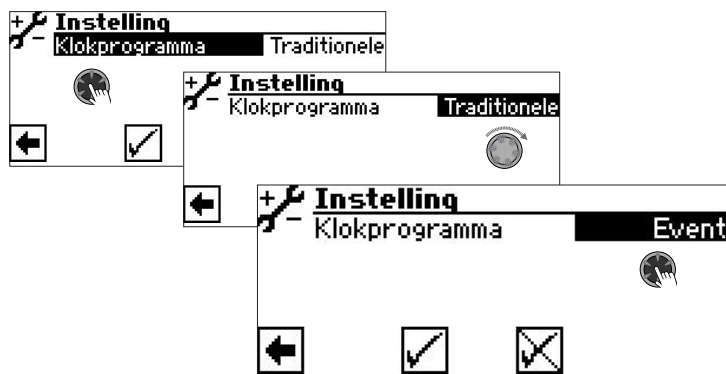 Instelling
Klokprogramma Traditionele
Instelling
Klokprogramma Traditionele
Instelling
Klokprogramma Event